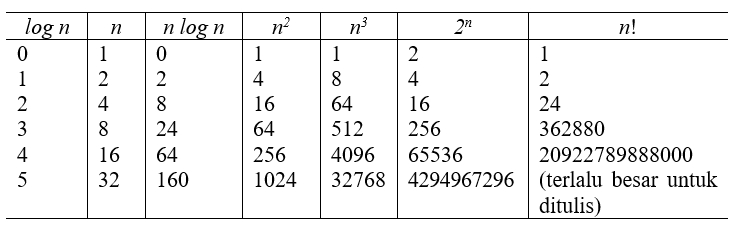 log n n n log n n² n³ 2ⁿ n!
0 1 0 1 1 2 1
1 2 2 4 8 4 2
2 4 8 16 64 16 24
3 8 24 64 512 256 362880
4 16 64 256 4096 65536 20922789888000
5 32 160 1024 32768 4294967296 (terlalu besar untuk
ditulis)